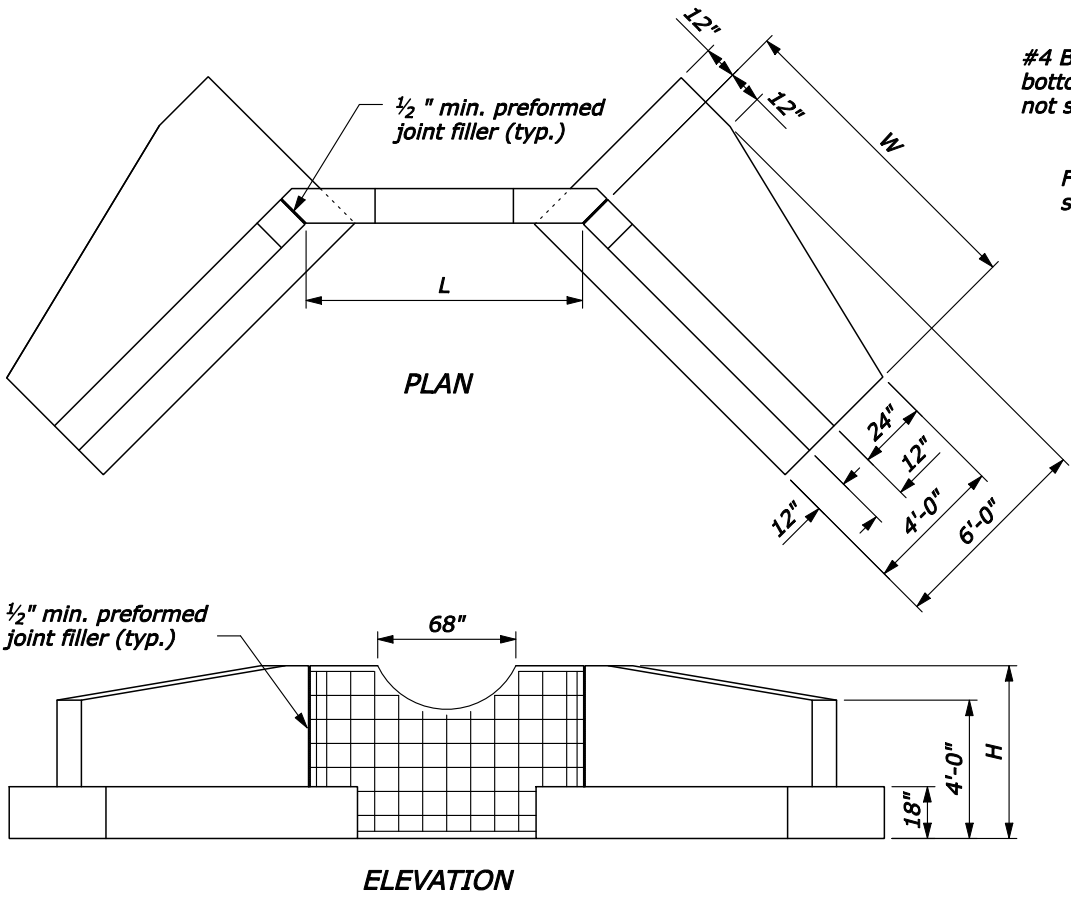 12"
12"
W
#4 B
botto
not s
½ " min. preformed
joint filler (typ.)
F
s
L
PLAN
24"
12"
4'-0"
6'-0"
12"
½" min. preformed
joint filler (typ.)
68"
18"
4'-0"
H
ELEVATION